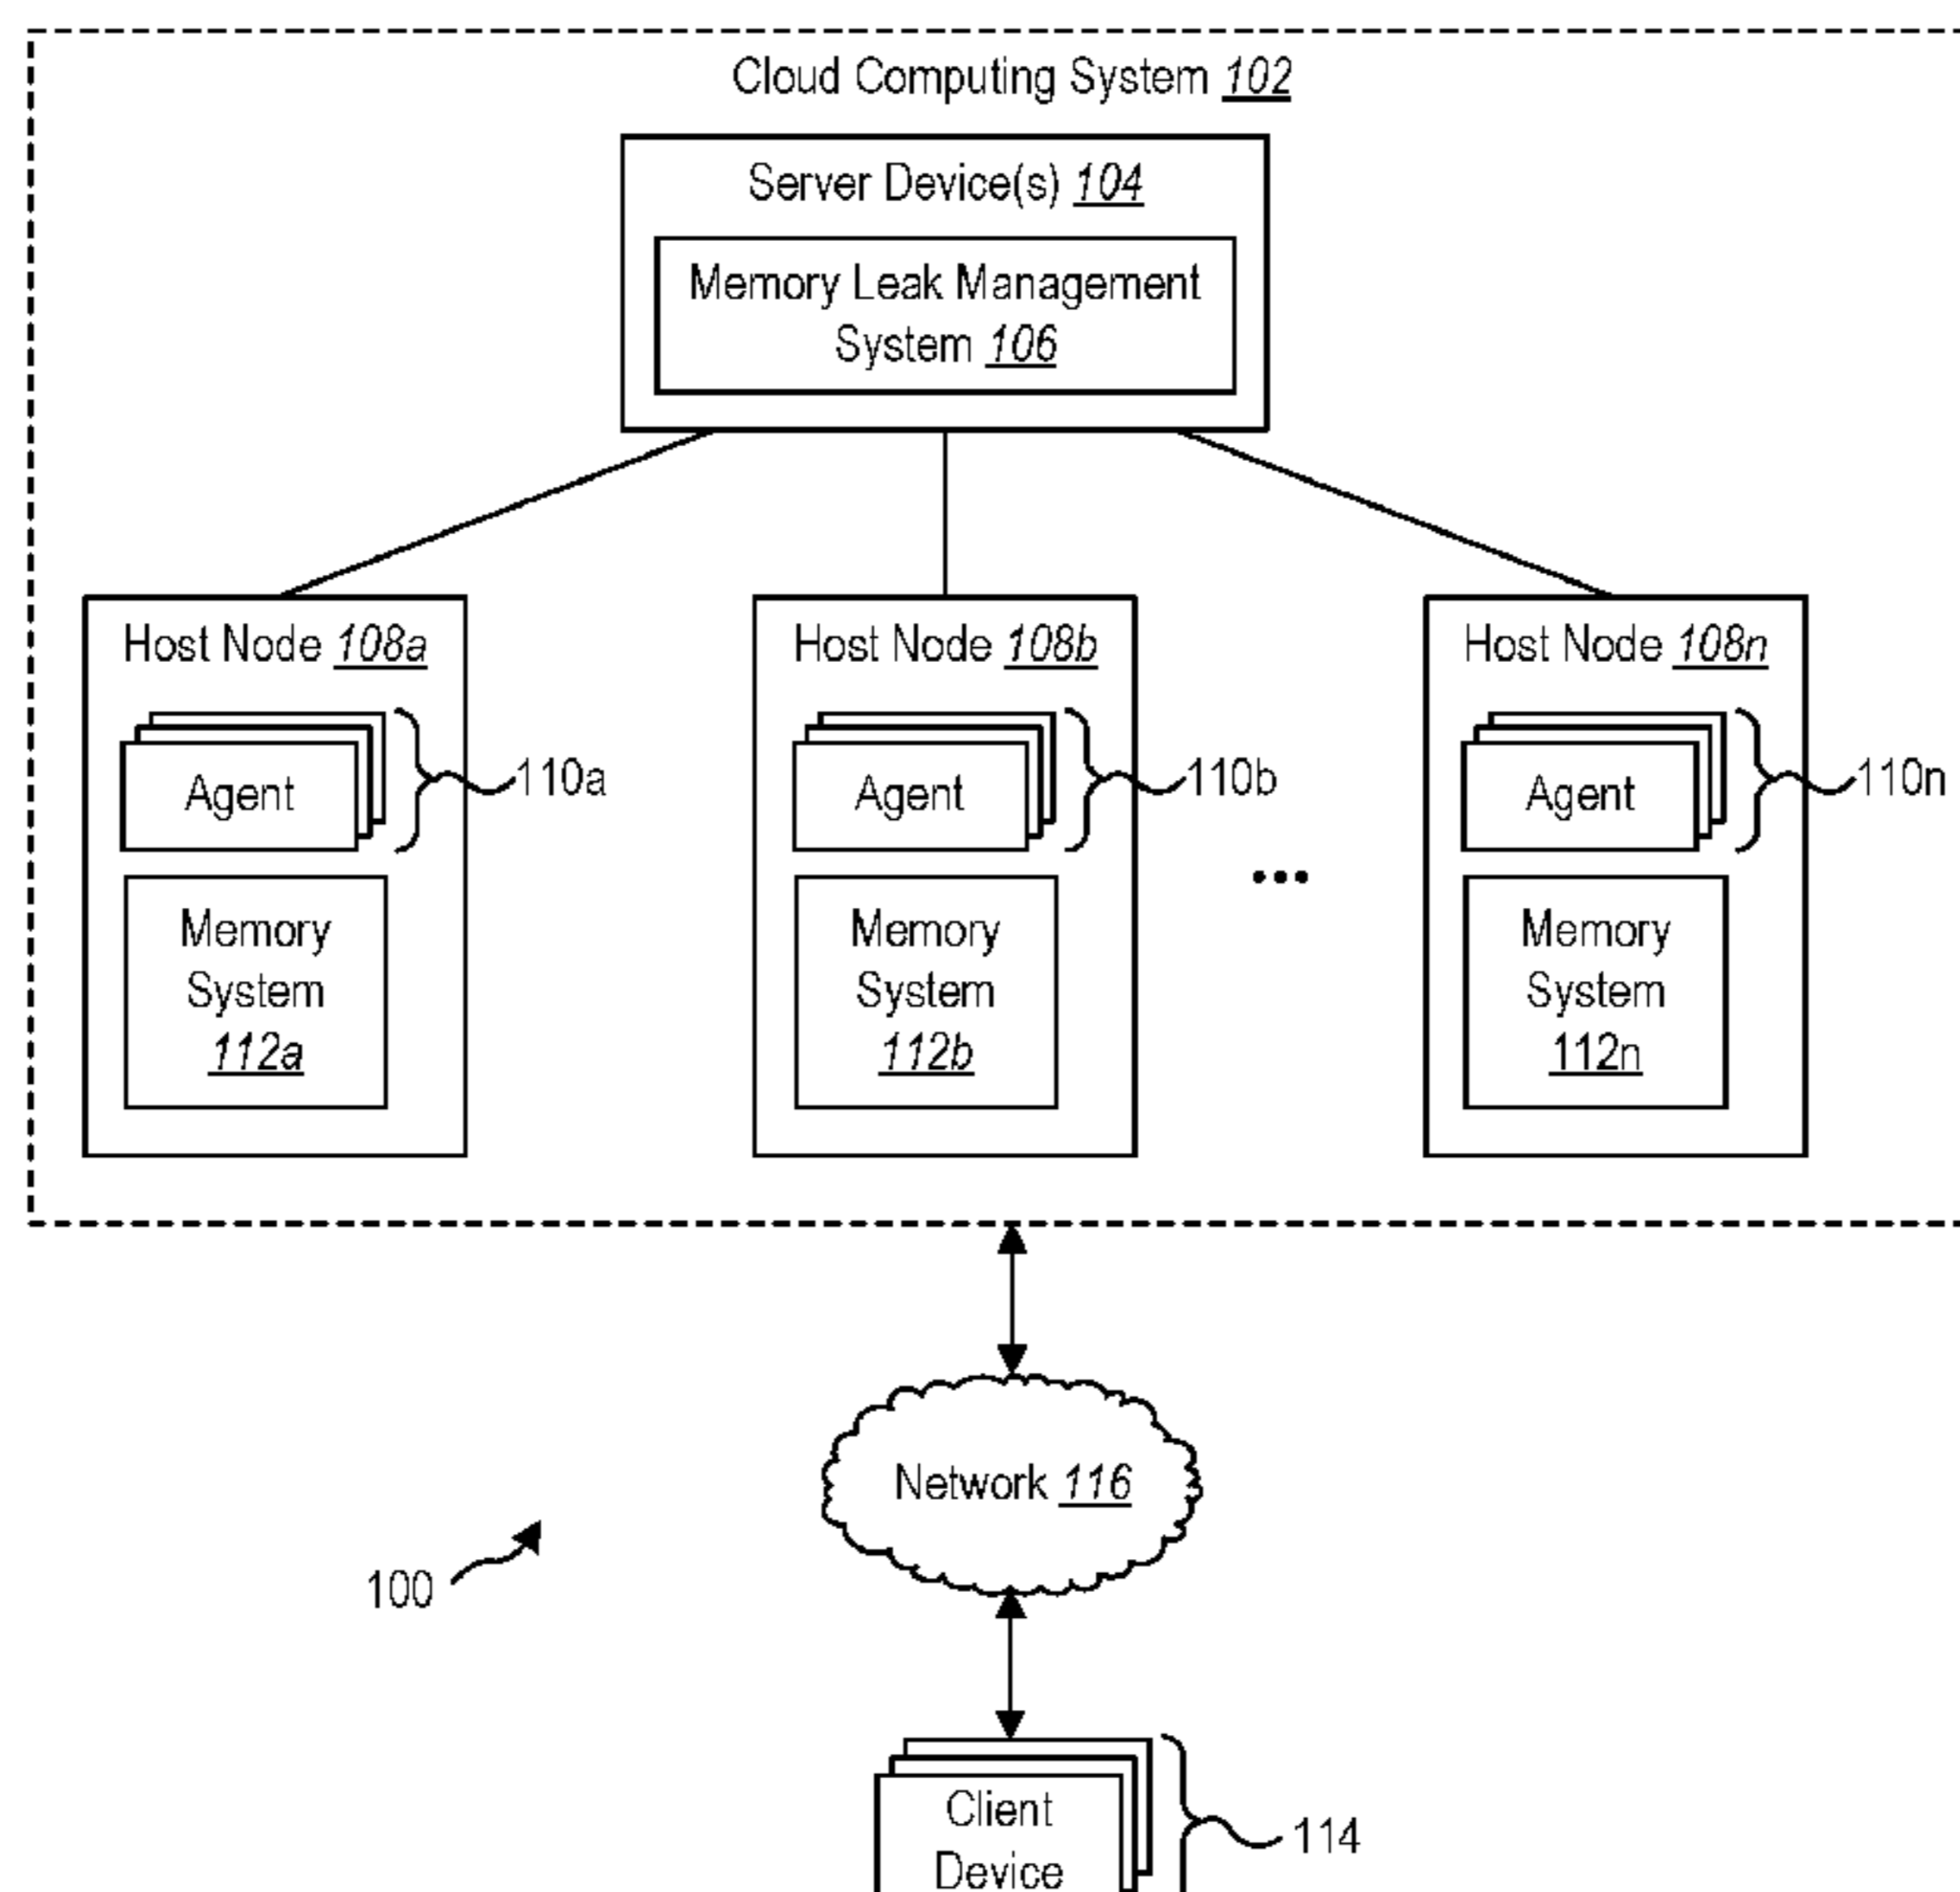 Cloud Computing System 102
Server Device(s) 104
Memory Leak Management
System 106
Host Node 108a
Host Node 108b
Host Node 108n
Agent
110a
Agent
110b
Agent
110n
Memory
System
112a
Memory
System
112b
Memory
System
112n
...
Network 116
100
Client
Device
114